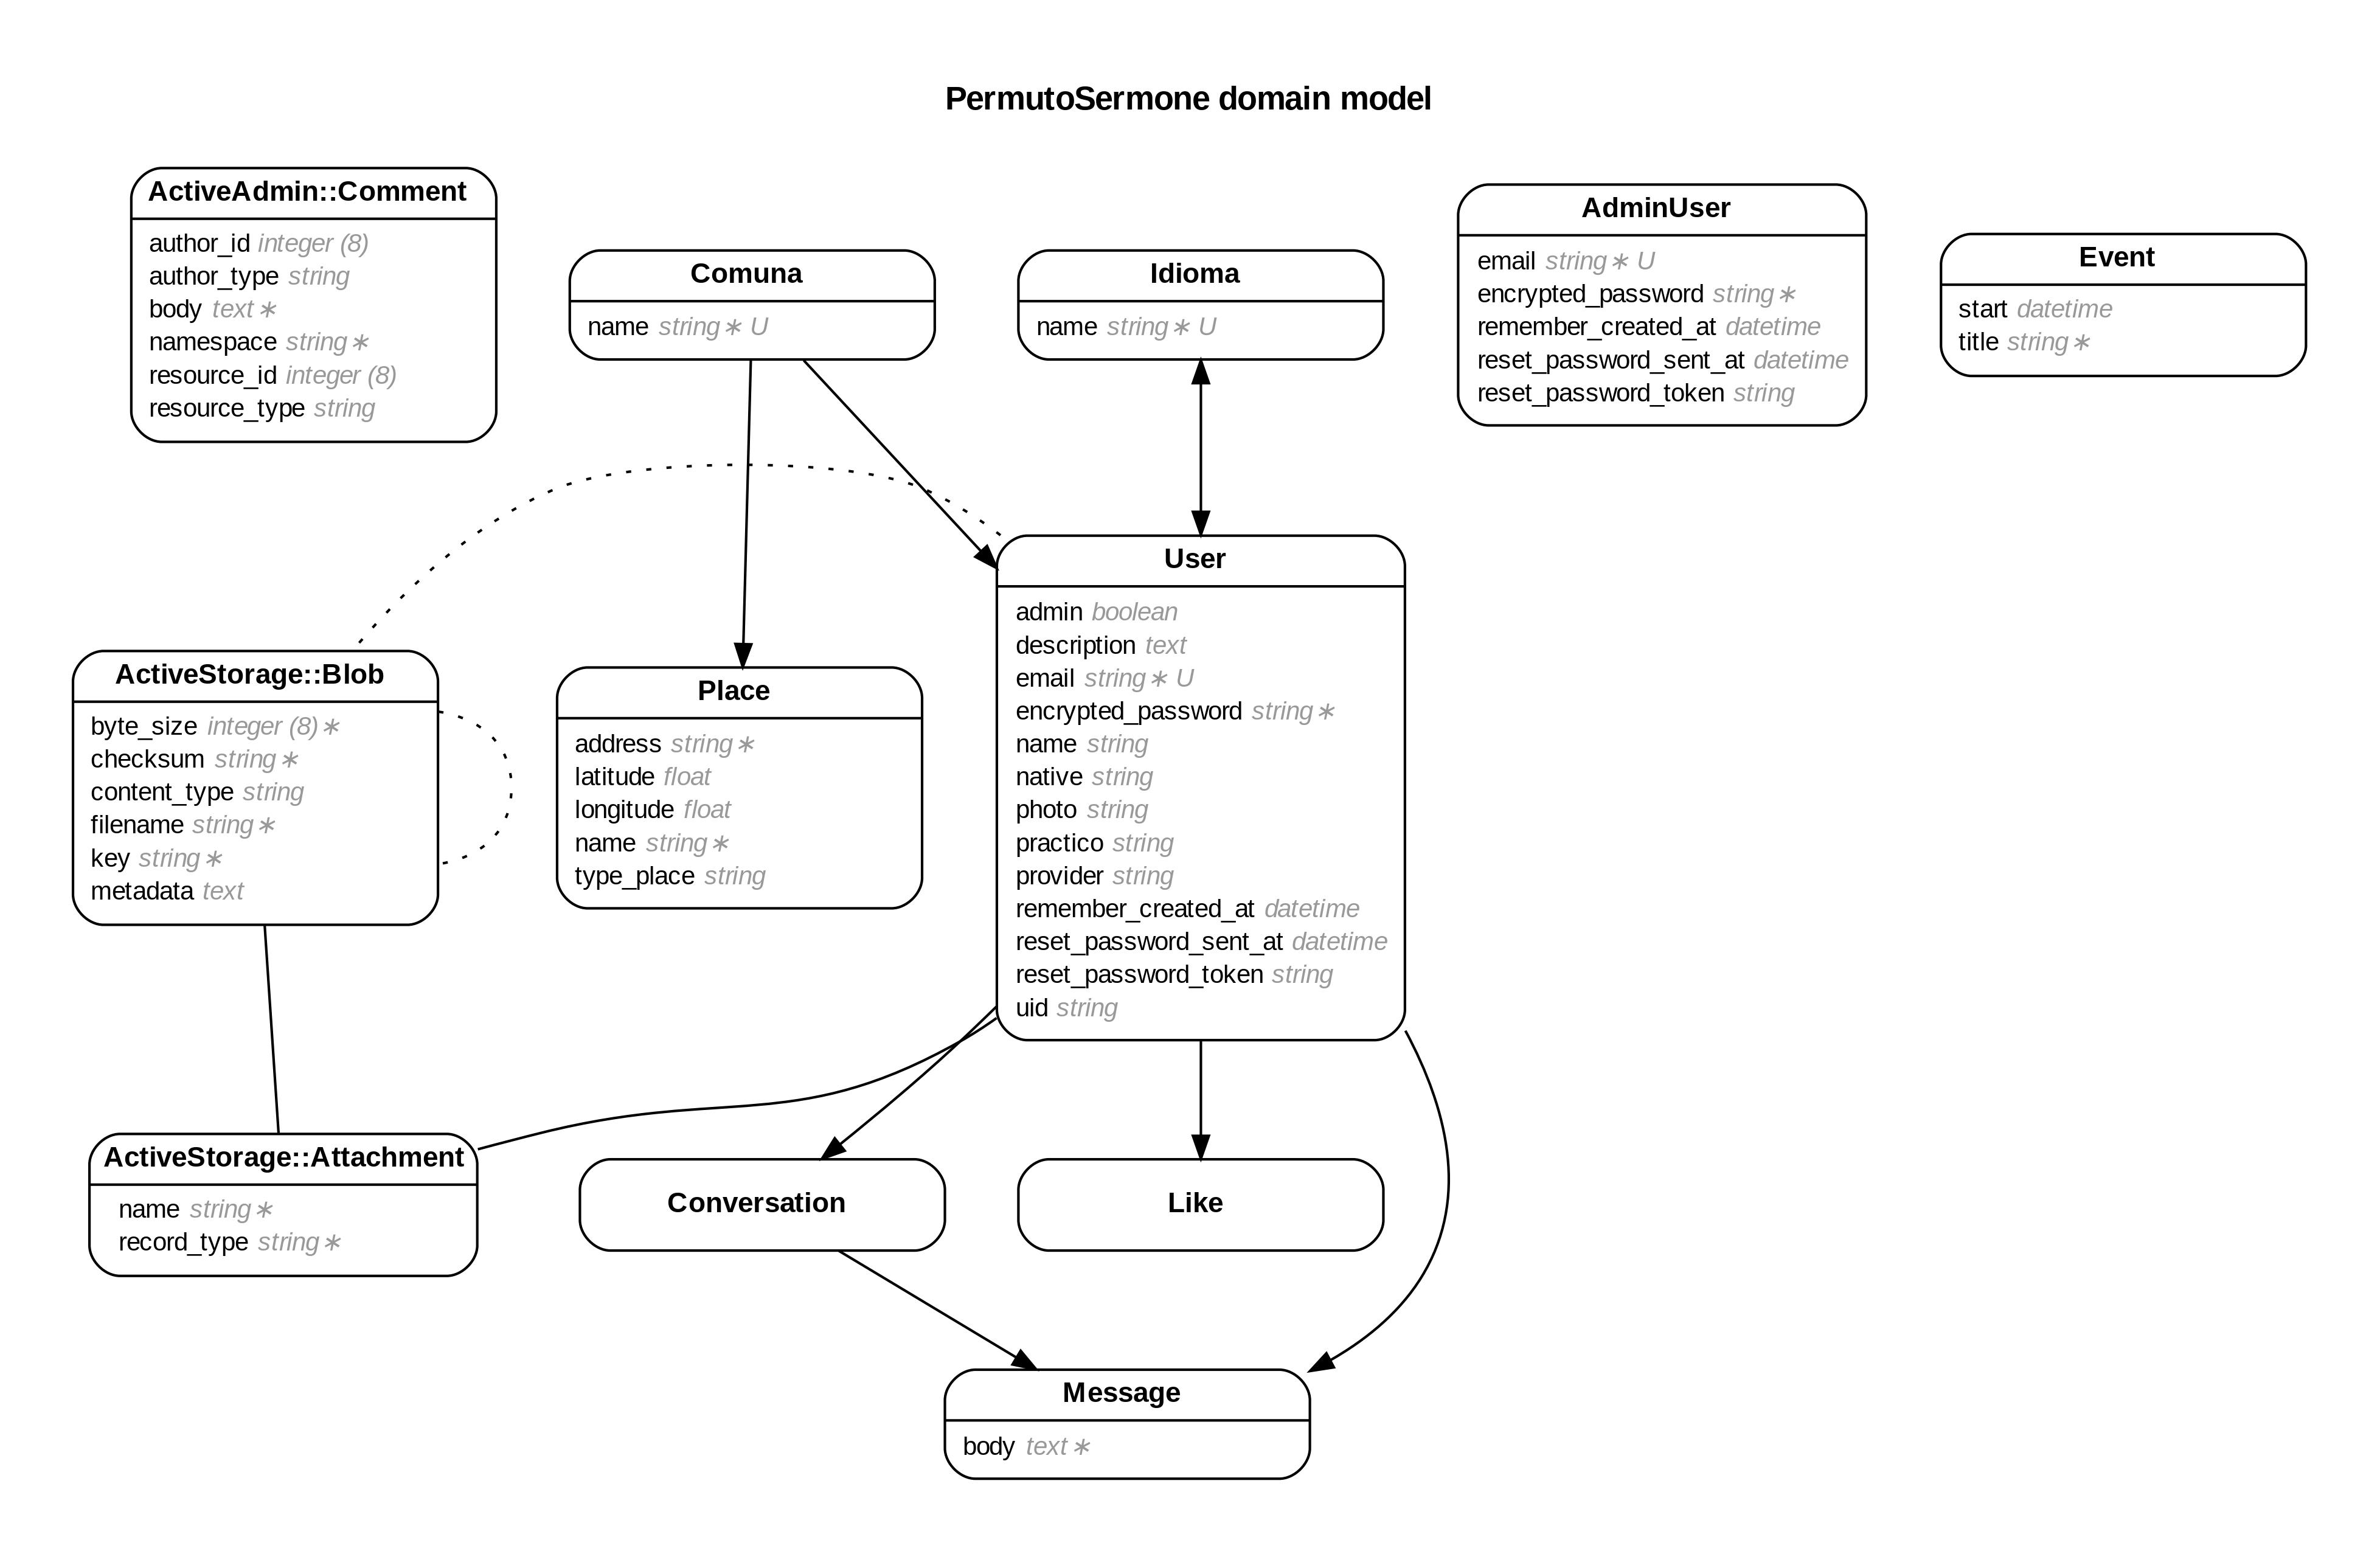 PermutoSermone domain model
ActiveAdmin::Comment
author_id integer (8)
author_type string
body text ∗
namespace string ∗
resource_id integer (8)
resource_type string
Comuna
name string ∗ U
Idioma
name string ∗ U
AdminUser
email string ∗ U
encrypted_password string ∗
remember_created_at datetime
reset_password_sent_at datetime
reset_password_token string
Event
start datetime
title string ∗
ActiveStorage::Blob
byte_size integer (8) ∗
checksum string ∗
content_type string
filename string ∗
key string ∗
metadata text
Place
address string ∗
latitude float
longitude float
name string ∗
type_place string
User
admin boolean
description text
email string ∗ U
encrypted_password string ∗
name string
native string
photo string
practico string
provider string
remember_created_at datetime
reset_password_sent_at datetime
reset_password_token string
uid string
ActiveStorage::Attachment
name string ∗
record_type string ∗
Conversation
Like
Message
body text ∗